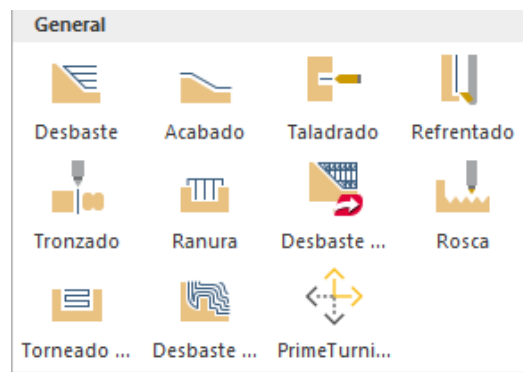 General
Desbaste Acabado Taladrado Refrentado
Tronzado Ranura Desbaste ... Rosca
Torneado ... Desbaste ... PrimeTurni...